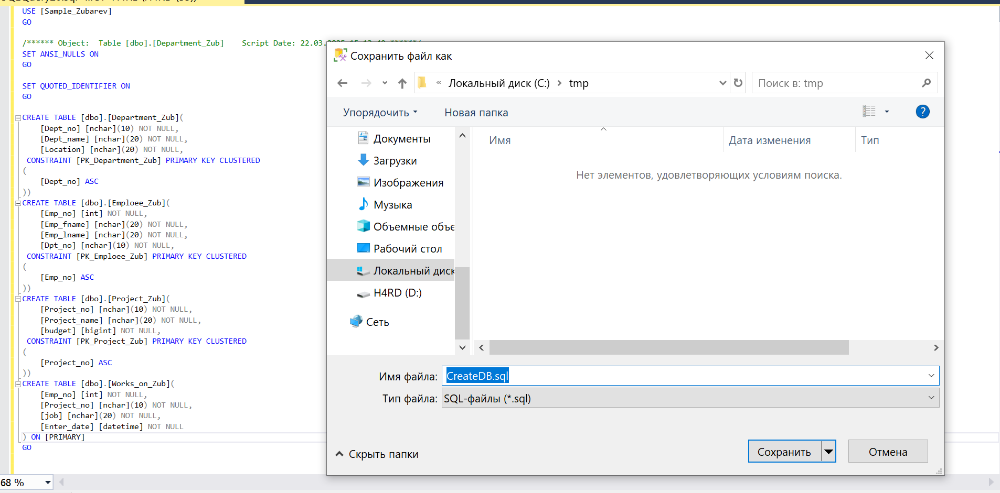 USE [Sample_Zubarev]
GO
/****** Object:  Table [dbo].[Department_Zub]    Script Date: 22.03.
SET ANSI_NULLS ON
GO
SET QUOTED_IDENTIFIER ON
GO
CREATE TABLE [dbo].[Department_Zub](
[Dept_no] [nchar](10) NOT NULL,
[Dept_name] [nchar](20) NOT NULL,
[Location] [nchar](20) NOT NULL,
CONSTRAINT [PK_Department_Zub] PRIMARY KEY CLUSTERED
(
[Dept_no] ASC
))
CREATE TABLE [dbo].[Emploee_Zub](
[Emp_no] [int] NOT NULL,
[Emp_fname] [nchar](20) NOT NULL,
[Emp_lname] [nchar](20) NOT NULL,
[Dpt_no] [nchar](10) NOT NULL,
CONSTRAINT [PK_Emploee_Zub] PRIMARY KEY CLUSTERED
(
[Emp_no] ASC
))
CREATE TABLE [dbo].[Project_Zub](
[Project_no] [nchar](10) NOT NULL,
[Project_name] [nchar](20) NOT NULL,
[budget] [bigint] NOT NULL,
CONSTRAINT [PK_Project_Zub] PRIMARY KEY CLUSTERED
(
[Project_no] ASC
))
CREATE TABLE [dbo].[Works_on_Zub](
[Emp_no] [int] NOT NULL,
[Project_no] [nchar](10) NOT NULL,
[job] [nchar](20) NOT NULL,
[Enter_date] [datetime] NOT NULL
) ON [PRIMARY]
GO
68 %
Сохранить файл как
« Локальный диск (C:) › tmp
Поиск в: tmp
Упорядочить
Новая папка
?
Документы
Загрузки
Изображения
Музыка
Объемные объе
Рабочий стол
Локальный диск
H4RD (D:)
Сеть
Имя
Дата изменения
Тип
Нет элементов, удовлетворяющих условиям поиска.
Имя файла: CreateDB.sql
Тип файла: SQL-файлы (*.sql)
Скрыть папки
Сохранить
Отмена